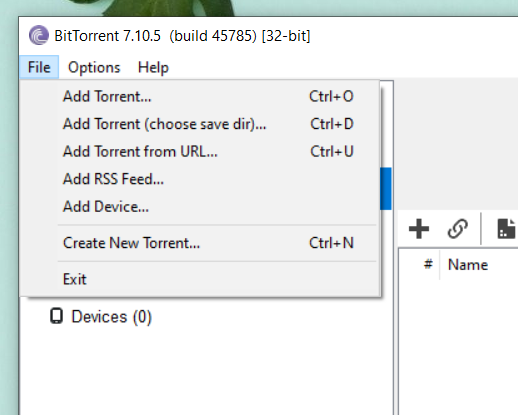 BitTorrent 7.10.5 (build 45785) [32-bit]
File Options Help
Add Torrent... Ctrl+O
Add Torrent (choose save dir)... Ctrl+D
Add Torrent from URL... Ctrl+U
Add RSS Feed...
Add Device...
Create New Torrent... Ctrl+N
Exit
# Name
Devices (0)